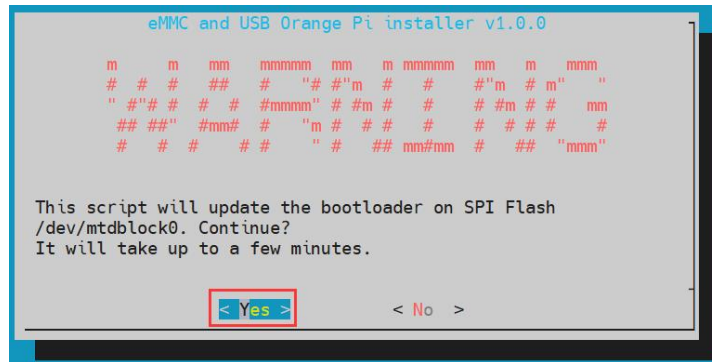 eMMC and USB Orange Pi installer v1.0.0
WARNING
This script will update the bootloader on SPI Flash
/dev/mtdblock0. Continue?
It will take up to a few minutes.
< Yes > < No >